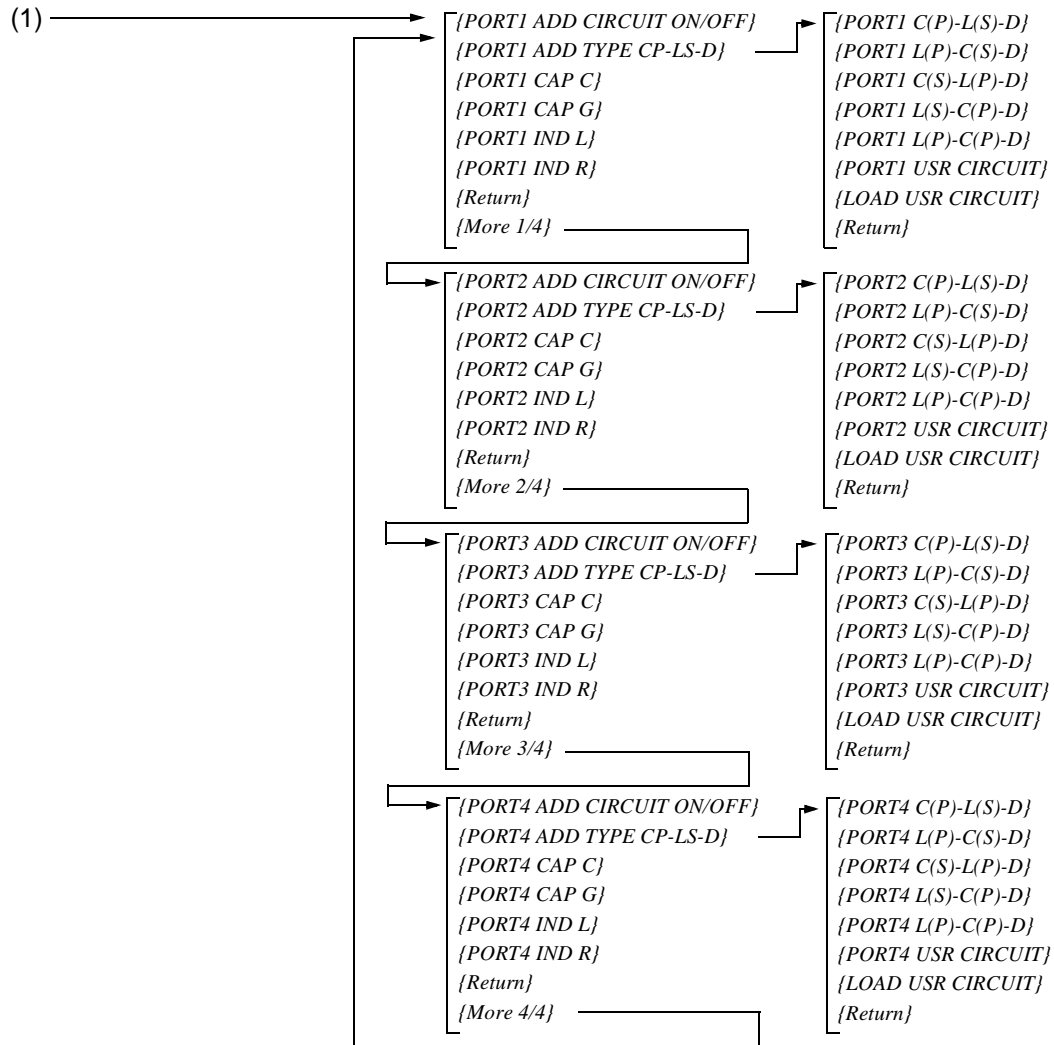 (1)
{PORT1 ADD CIRCUIT ON/OFF}
{PORT1 ADD TYPE CP-LS-D}
{PORT1 CAP C}
{PORT1 CAP G}
{PORT1 IND L}
{PORT1 IND R}
{Return}
{More 1/4}
{PORT1 C(P)-L(S)-D}
{PORT1 L(P)-C(S)-D}
{PORT1 C(S)-L(P)-D}
{PORT1 L(S)-C(P)-D}
{PORT1 L(P)-C(P)-D}
{PORT1 USR CIRCUIT}
{LOAD USR CIRCUIT}
{Return}
{PORT2 ADD CIRCUIT ON/OFF}
{PORT2 ADD TYPE CP-LS-D}
{PORT2 CAP C}
{PORT2 CAP G}
{PORT2 IND L}
{PORT2 IND R}
{Return}
{More 2/4}
{PORT2 C(P)-L(S)-D}
{PORT2 L(P)-C(S)-D}
{PORT2 C(S)-L(P)-D}
{PORT2 L(S)-C(P)-D}
{PORT2 L(P)-C(P)-D}
{PORT2 USR CIRCUIT}
{LOAD USR CIRCUIT}
{Return}
{PORT3 ADD CIRCUIT ON/OFF}
{PORT3 ADD TYPE CP-LS-D}
{PORT3 CAP C}
{PORT3 CAP G}
{PORT3 IND L}
{PORT3 IND R}
{Return}
{More 3/4}
{PORT3 C(P)-L(S)-D}
{PORT3 L(P)-C(S)-D}
{PORT3 C(S)-L(P)-D}
{PORT3 L(S)-C(P)-D}
{PORT3 L(P)-C(P)-D}
{PORT3 USR CIRCUIT}
{LOAD USR CIRCUIT}
{Return}
{PORT4 ADD CIRCUIT ON/OFF}
{PORT4 ADD TYPE CP-LS-D}
{PORT4 CAP C}
{PORT4 CAP G}
{PORT4 IND L}
{PORT4 IND R}
{Return}
{More 4/4}
{PORT4 C(P)-L(S)-D}
{PORT4 L(P)-C(S)-D}
{PORT4 C(S)-L(P)-D}
{PORT4 L(S)-C(P)-D}
{PORT4 L(P)-C(P)-D}
{PORT4 USR CIRCUIT}
{LOAD USR CIRCUIT}
{Return}